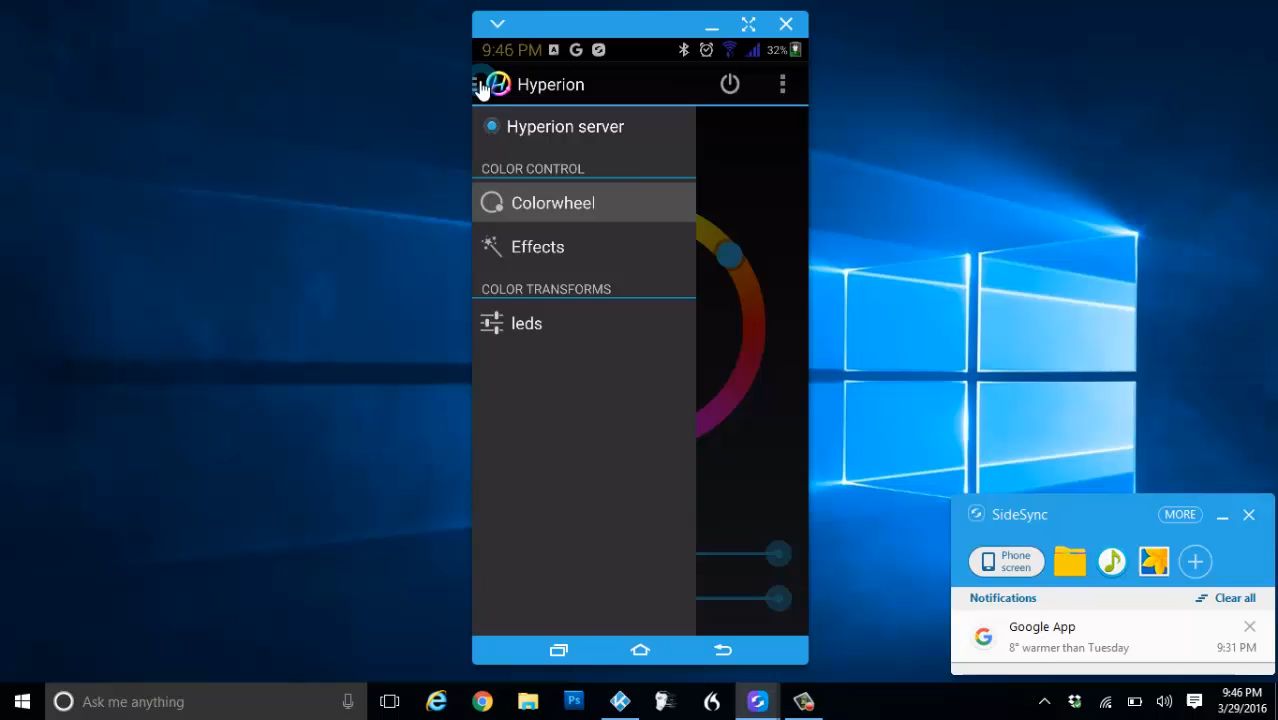 9:46 PM
32%
Hyperion
Hyperion server
COLOR CONTROL
Colorwheel
Effects
COLOR TRANSFORMS
leds
SideSync
MORE
Phone
screen
Notifications
Clear all
Google App
8° warmer than Tuesday
9:31 PM
Ask me anything
Ps
9:46 PM
3/29/2016